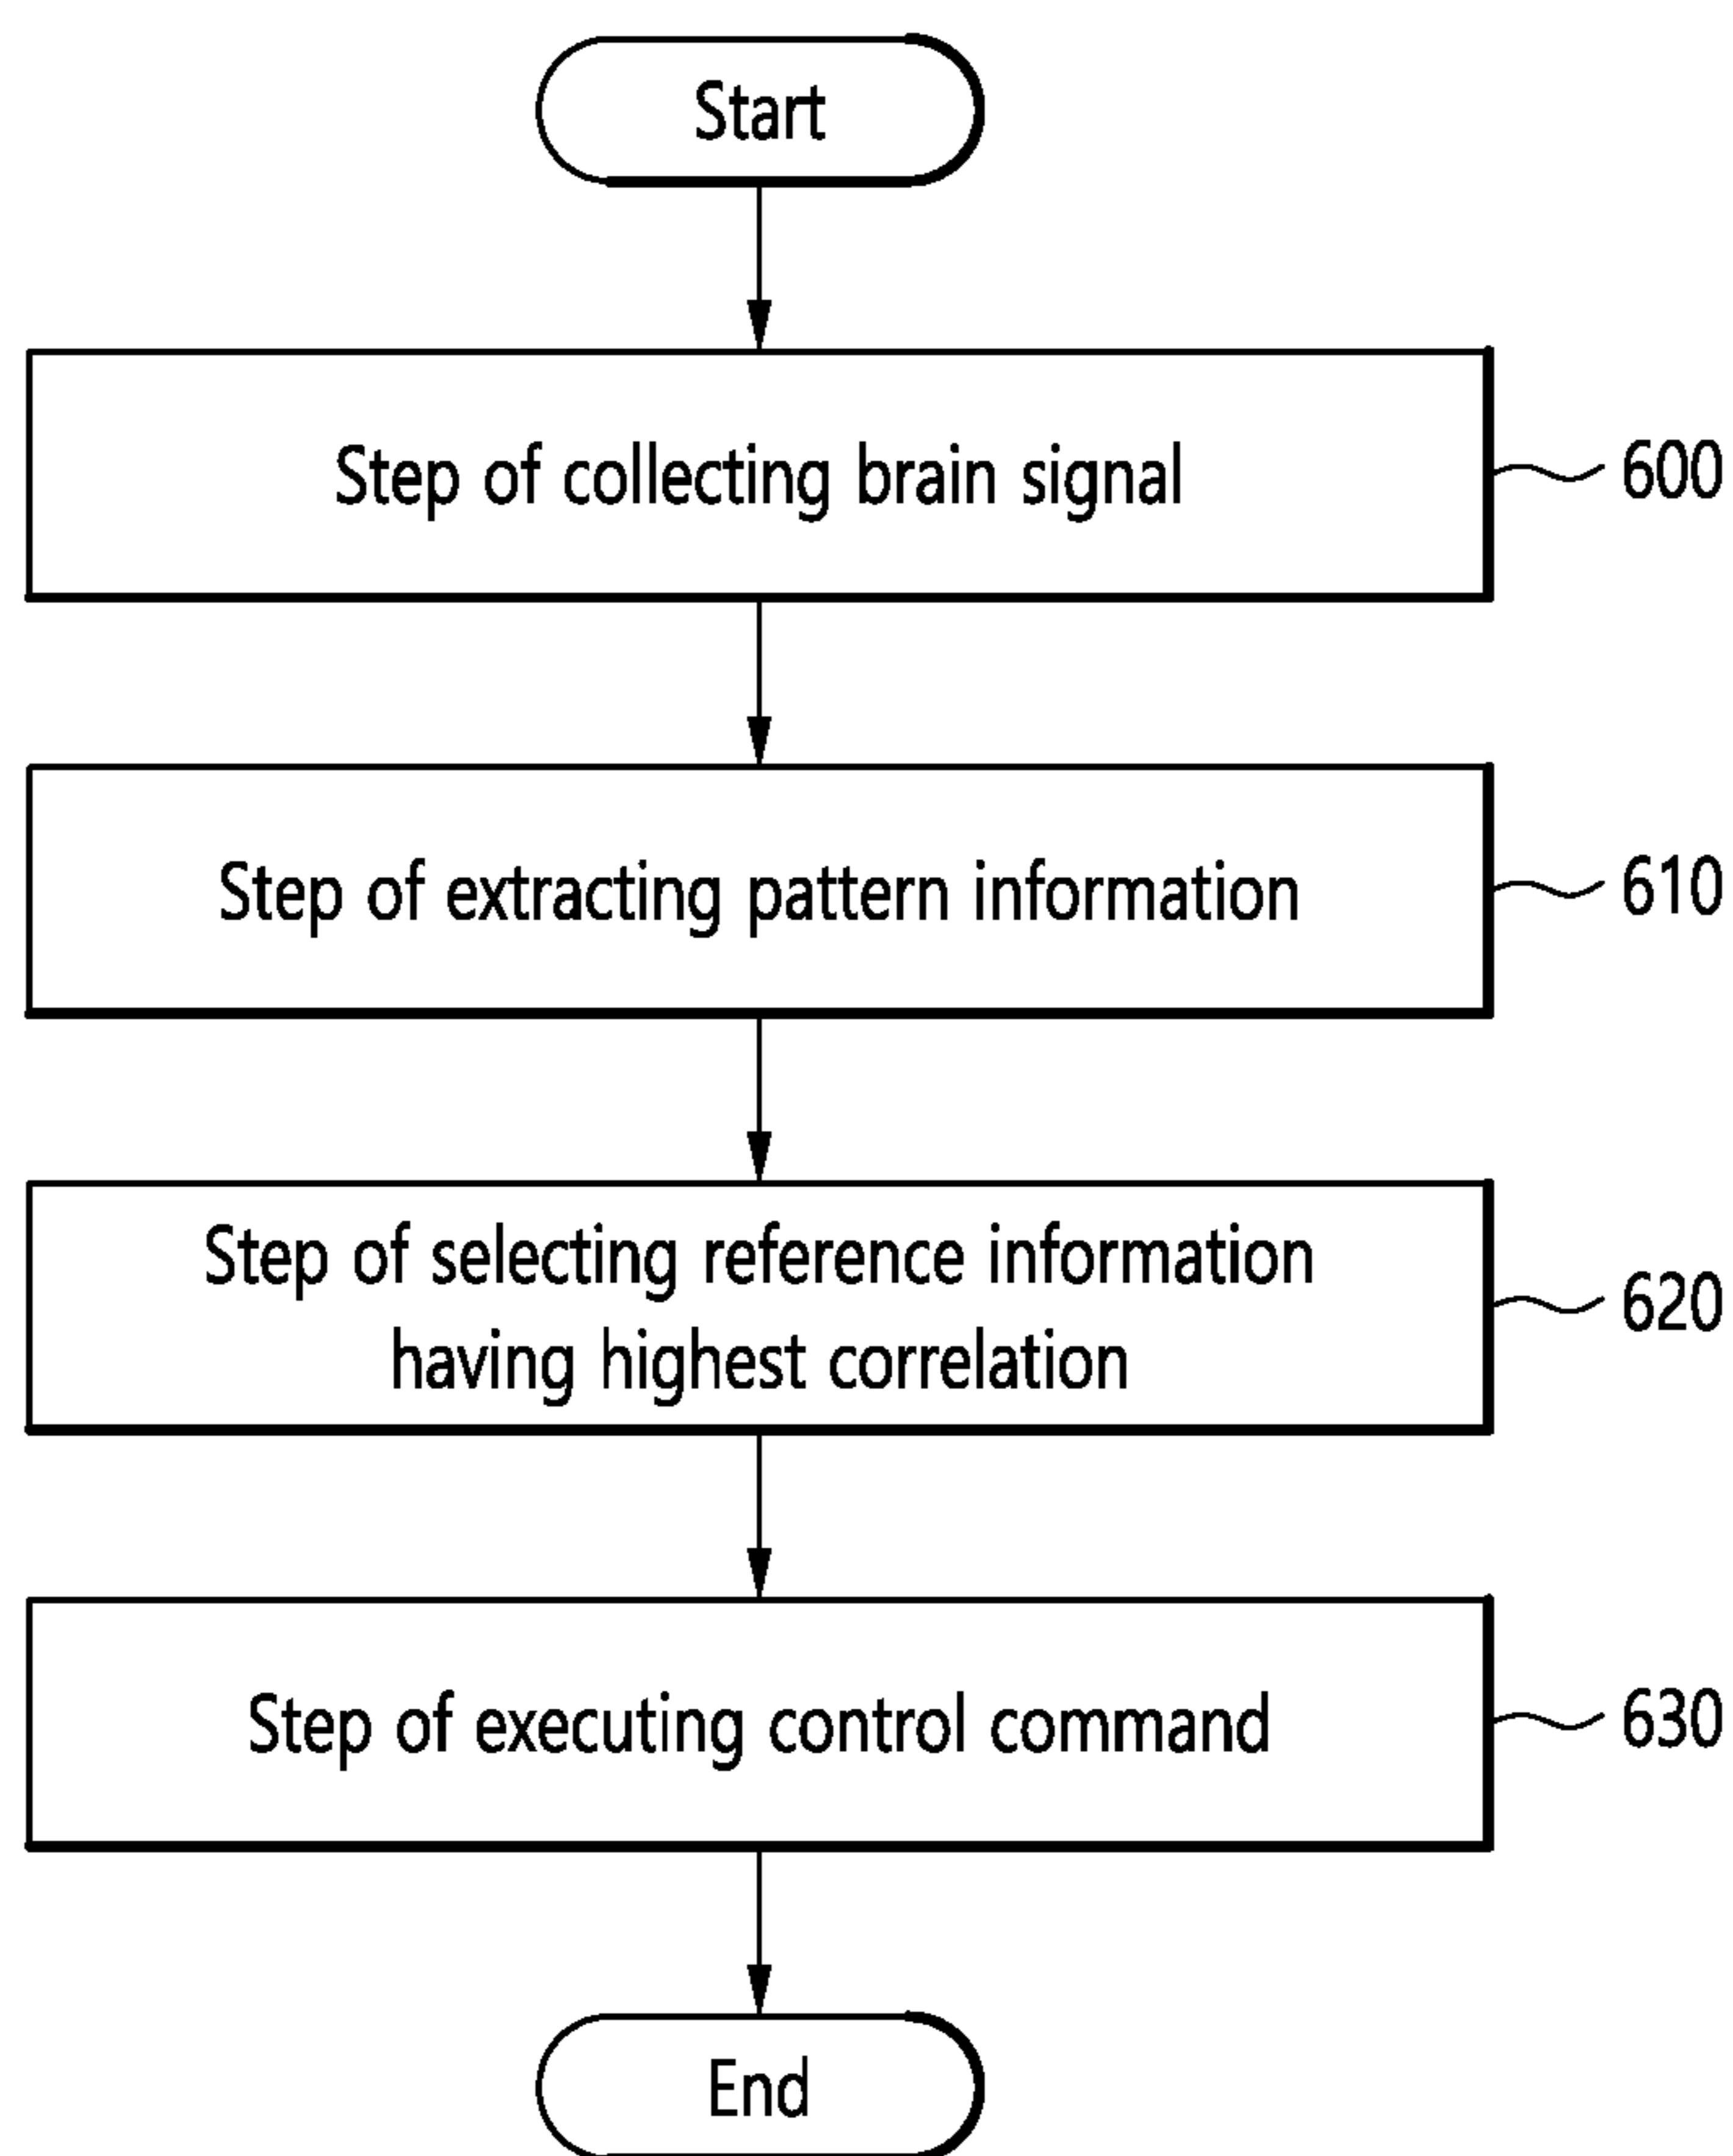 Start
Step of collecting brain signal
600
Step of extracting pattern information
610
Step of selecting reference information
having highest correlation
620
Step of executing control command
630
End